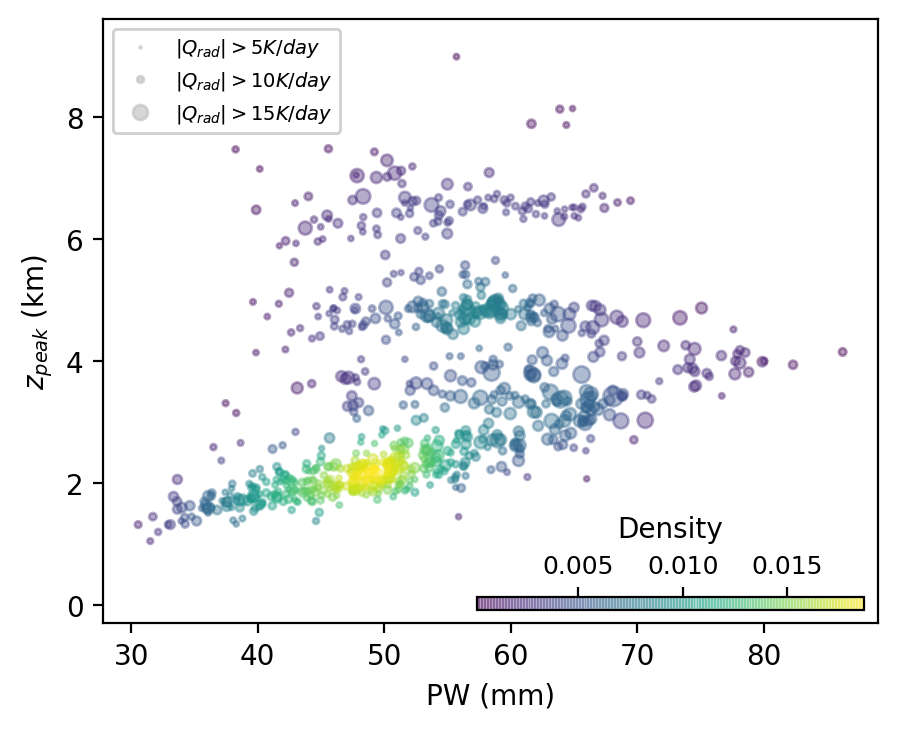 |Q_rad| > 5K/day
|Q_rad| > 10K/day
|Q_rad| > 15K/day
8
6
4
2
0
z_peak (km)
Density
0.005 0.010 0.015
30 40 50 60 70 80
PW (mm)